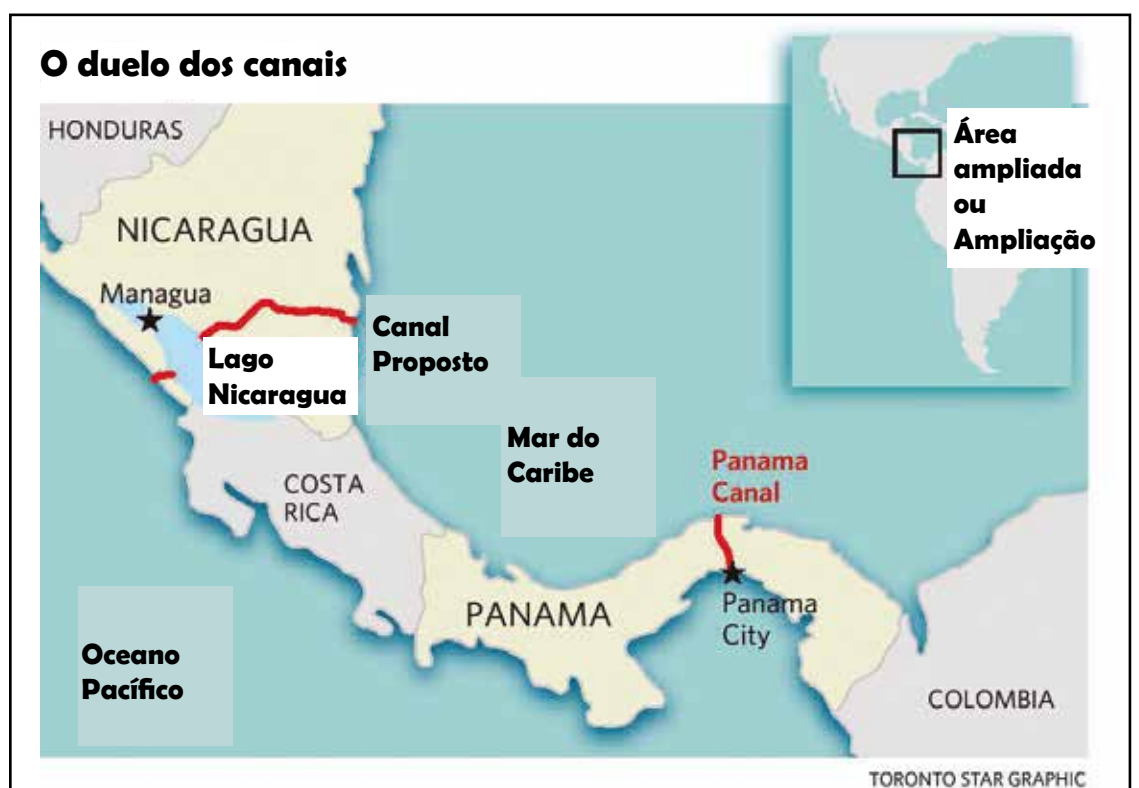 O duelo dos canais
HONDURAS
NICARAGUA
Managua
Lago
Nicaragua
Canal
Proposto
Mar do
Caribe
COSTA
RICA
Panama
Canal
PANAMA
Panama
City
Oceano
Pacífico
COLOMBIA
Área
ampliada
ou
Ampliação
TORONTO STAR GRAPHIC